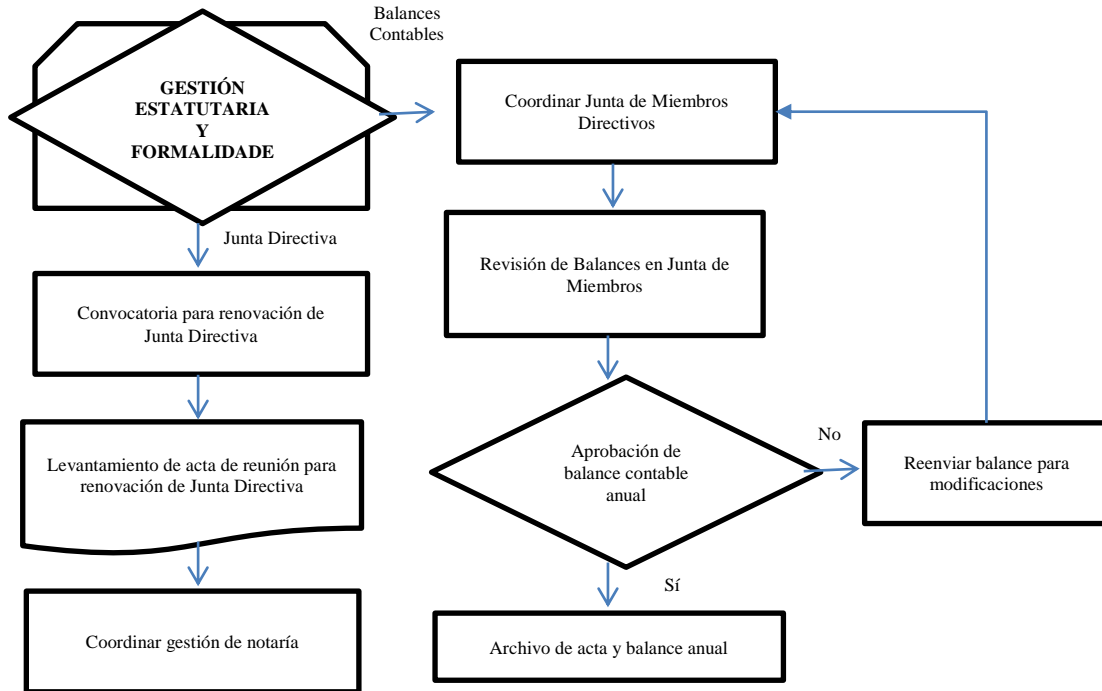 Balances
Contables
GESTIÓN
ESTATUTARIA
Y
FORMALIDADE
Coordinar Junta de Miembros
Directivos
Junta Directiva
Revisión de Balances en Junta de
Miembros
Convocatoria para renovación de
Junta Directiva
Levantamiento de acta de reunión para
renovación de Junta Directiva
Aprobación de
balance contable
anual
No
Reenviar balance para
modificaciones
Sí
Coordinar gestión de notaría
Archivo de acta y balance anual